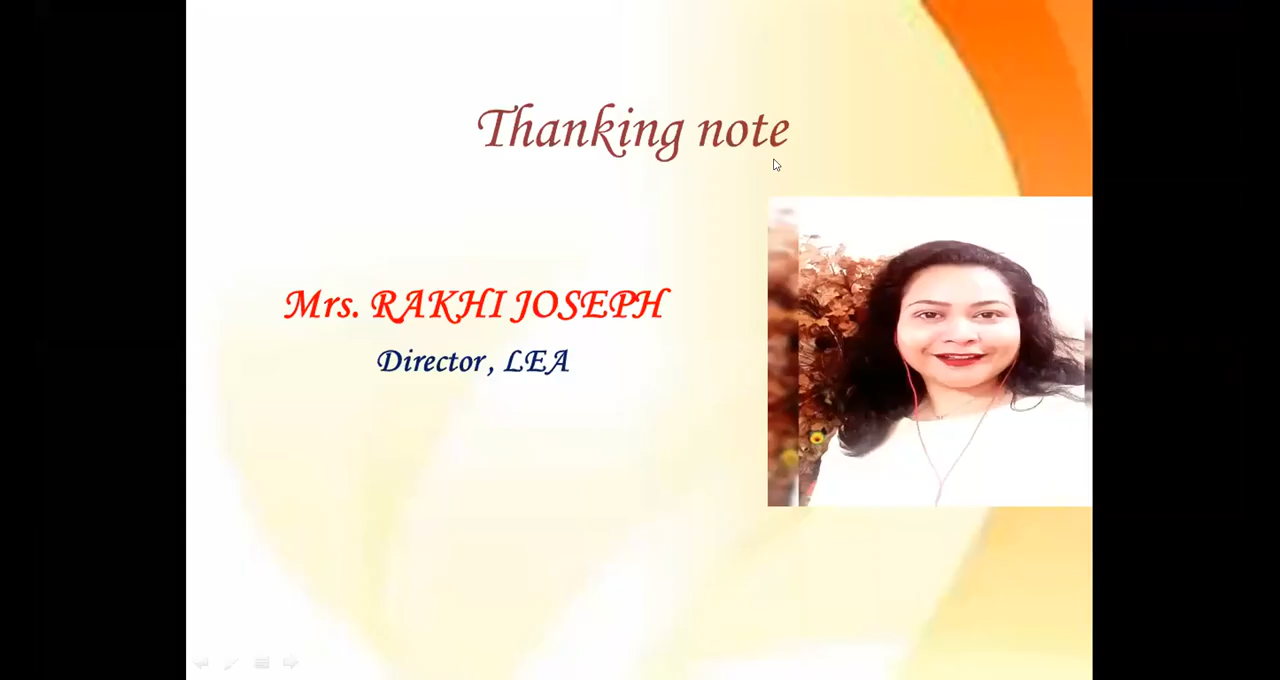 Thanking note
Mrs. RAKHI JOSEPH
Director, LEA